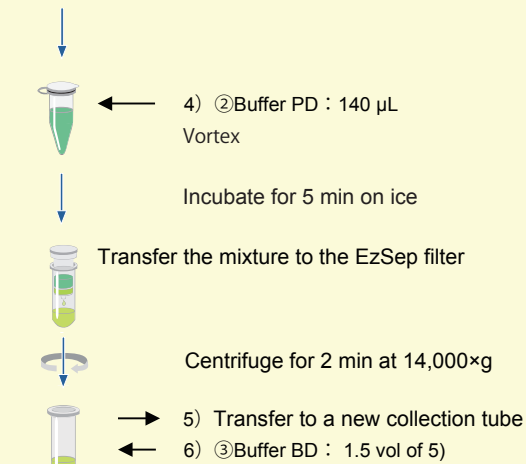 4）②Buffer PD：140 µL
Vortex
Incubate for 5 min on ice
Transfer the mixture to the EzSep filter
Centrifuge for 2 min at 14,000×g
5）Transfer to a new collection tube
6）③Buffer BD： 1.5 vol of 5)